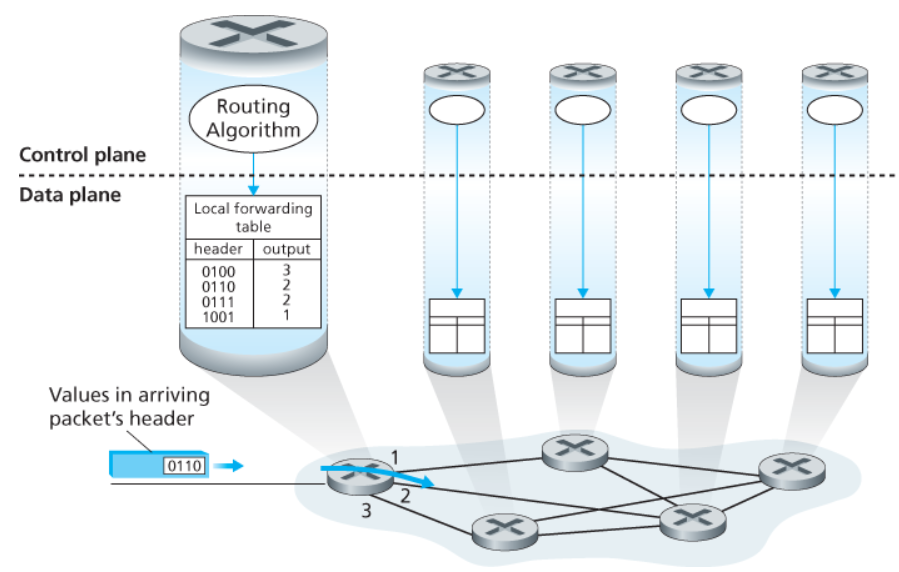 Routing
Algorithm
Control plane
Data plane
Local forwarding
table
header output
0100 3
0110 2
0111 2
1001 1
Values in arriving
packet's header
0110
1
2
3